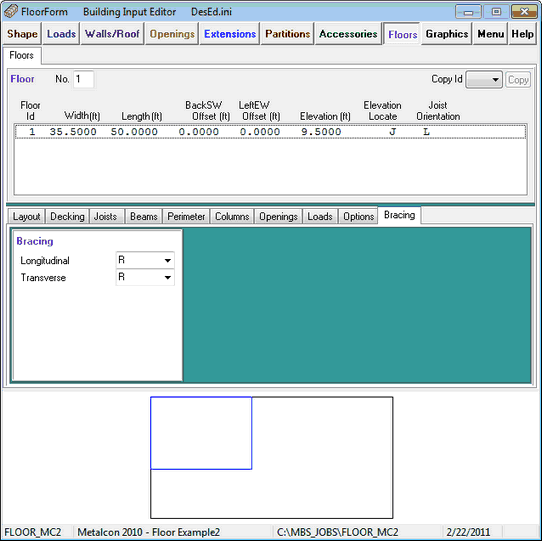 FloorForm Building Input Editor DesEd.ini
Shape Loads Walls/Roof Openings Extensions Partitions Accessories Floors Graphics Menu Help
Floors
Floor No. 1 Copy Id Copy
Floor Id Width(ft) Length(ft) BackSW Offset (ft) LeftEW Offset (ft) Elevation (ft) Elevation Locate Joist Orientation
1 35.5000 50.0000 0.0000 0.0000 9.5000 J L
Layout Decking Joists Beams Perimeter Columns Openings Loads Options Bracing
Bracing
Longitudinal R
Transverse R
FLOOR_MC2 Metalcon 2010 - Floor Example2 C:\MBS_JOBS\FLOOR_MC2 2/22/2011